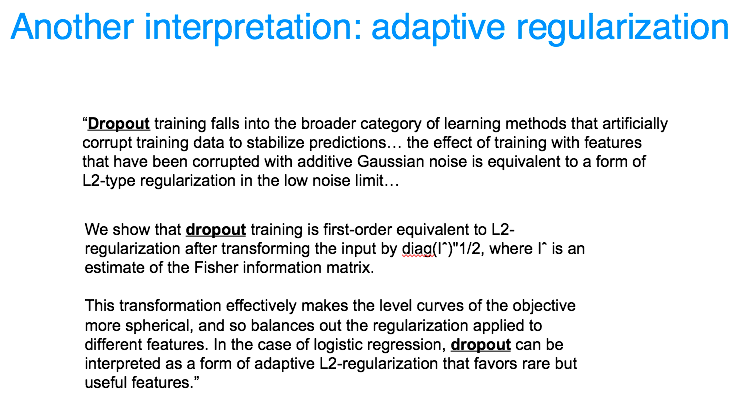 Another interpretation: adaptive regularization
“Dropout training falls into the broader category of learning methods that artificially
corrupt training data to stabilize predictions… the effect of training with features
that have been corrupted with additive Gaussian noise is equivalent to a form of
L2-type regularization in the low noise limit…
We show that dropout training is first-order equivalent to L2-
regularization after transforming the input by diag(Iˆ)"1/2, where Iˆ is an
estimate of the Fisher information matrix.
This transformation effectively makes the level curves of the objective
more spherical, and so balances out the regularization applied to
different features. In the case of logistic regression, dropout can be
interpreted as a form of adaptive L2-regularization that favors rare but
useful features.”